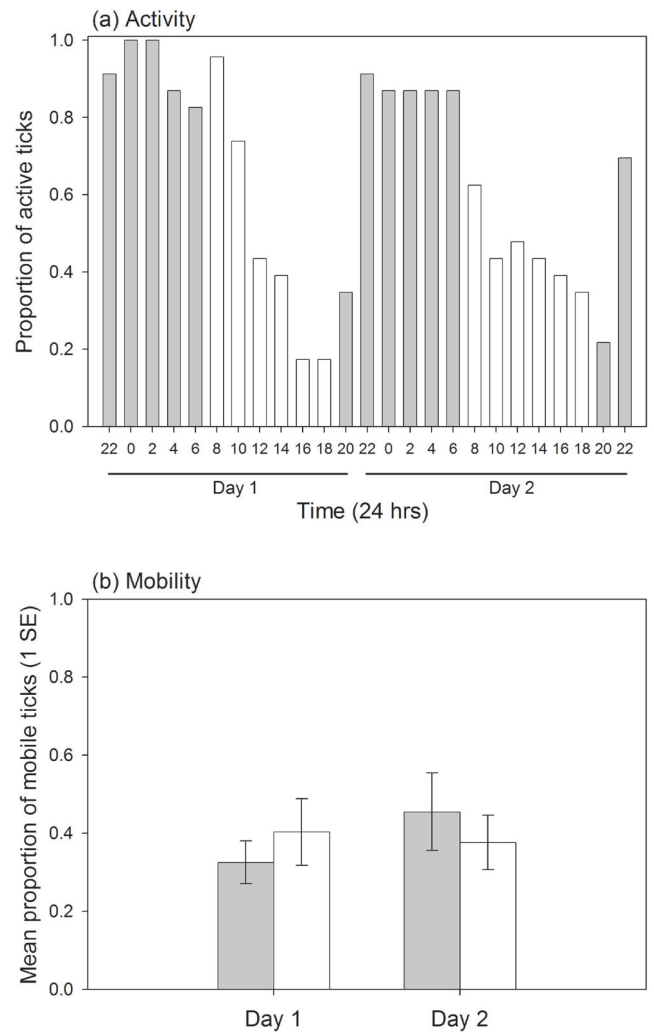 (a) Activity
Proportion of active ticks
1.0
0.8
0.6
0.4
0.2
0.0
22 0 2 4 6 8 10 12 14 16 18 20 22 0 2 4 6 8 10 12 14 16 18 20 22
Day 1 Day 2
Time (24 hrs)
(b) Mobility
Mean proportion of mobile ticks (1 SE)
1.0
0.8
0.6
0.4
0.2
0.0
Day 1 Day 2